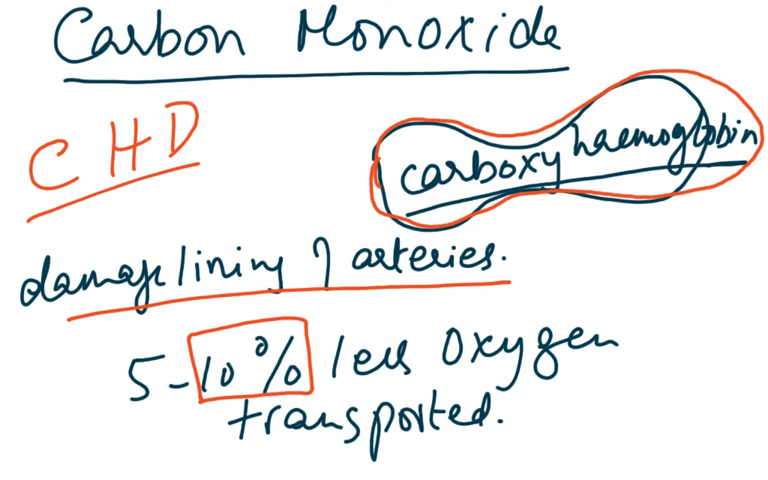 Carbon Monoxide
CHD
carboxyhaemoglobin
damage lining of arteries.
5-10% less oxygen
transported.